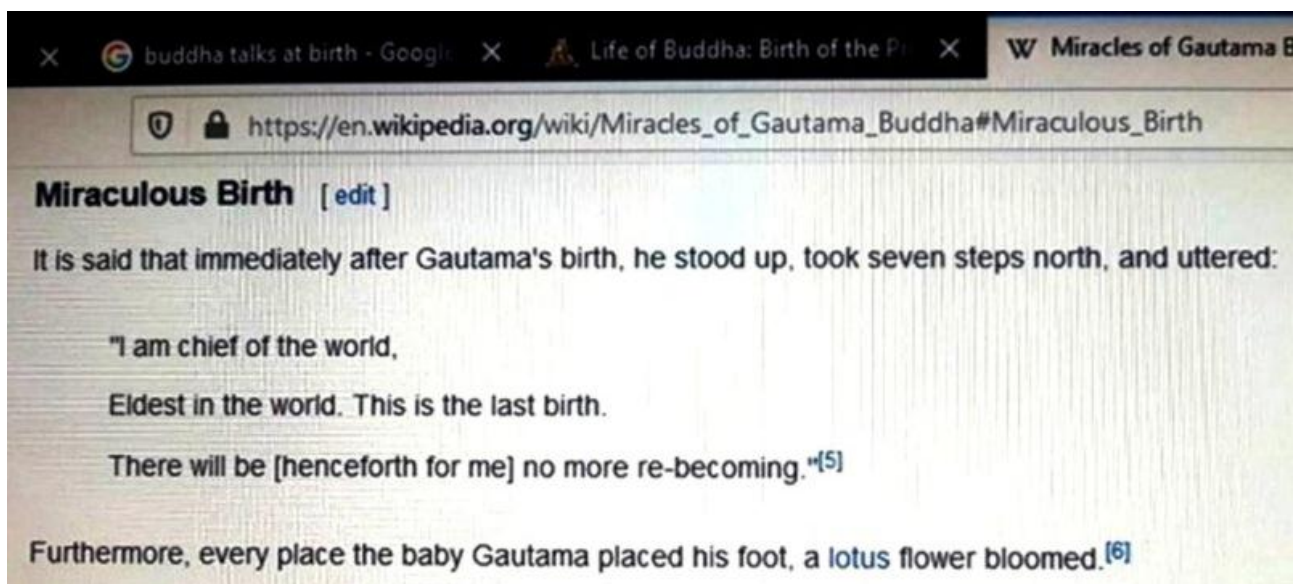 buddha talks at birth - Googl
Life of Buddha: Birth of the P
W Miracles of Gautama B
https://en.wikipedia.org/wiki/Miracles_of_Gautama_Buddha#Miraculous_Birth
Miraculous Birth [ edit ]
It is said that immediately after Gautama's birth, he stood up, took seven steps north, and uttered:
"I am chief of the world,
Eldest in the world. This is the last birth.
There will be [henceforth for me] no more re-becoming."[5]
Furthermore, every place the baby Gautama placed his foot, a lotus flower bloomed.[6]